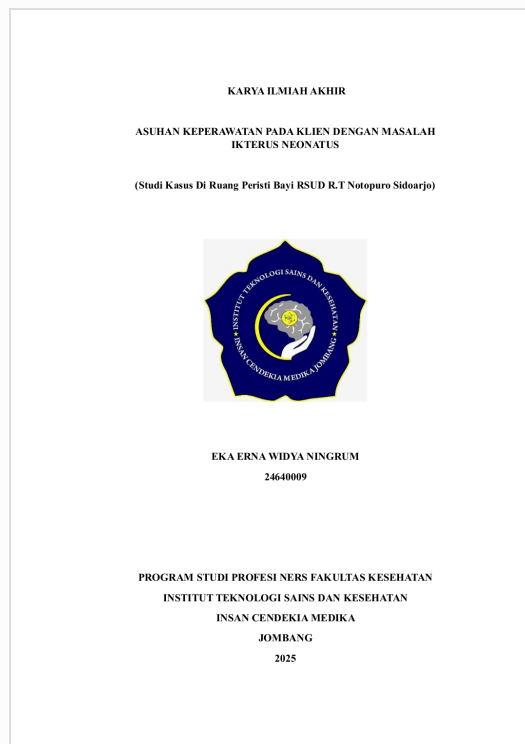 KARYA ILMIAH AKHIR
ASUHAN KEPERAWATAN PADA KLIEN DENGAN MASALAH
IKTERUS NEONATUS
(Studi Kasus Di Ruang Peristi Bayi RSUD R.T Notopuro Sidoarjo)
INSTITUT TEKNOLOGI SAINS DAN KESEHATAN
INSAN CENDEKIA MEDIKA JOMBANG
EKA ERNA WIDYA NINGRUM
24640009
PROGRAM STUDI PROFESI NERS FAKULTAS KESEHATAN
INSTITUT TEKNOLOGI SAINS DAN KESEHATAN
INSAN CENDEKIA MEDIKA
JOMBANG
2025